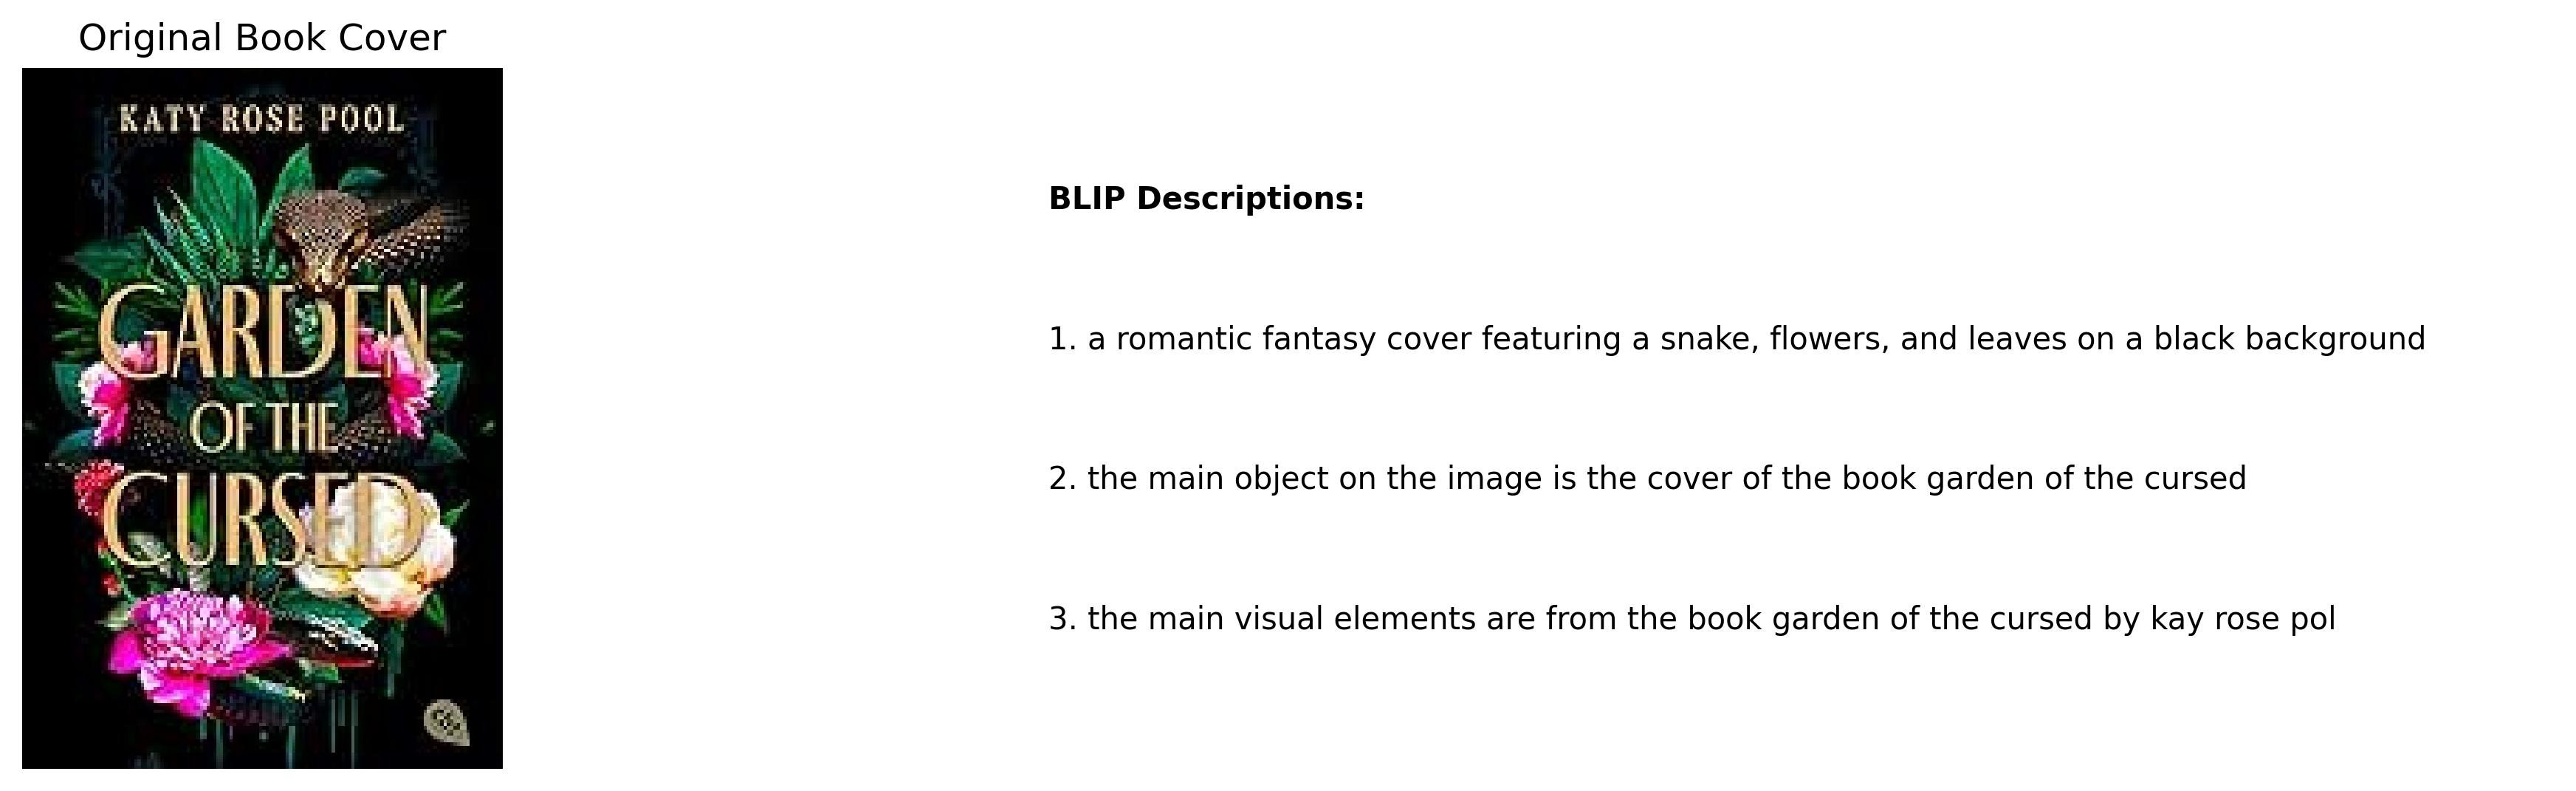 Original Book Cover
KATY ROSE POOL
GARDEN
OF THE
CURSED
BLIP Descriptions:
1. a romantic fantasy cover featuring a snake, flowers, and leaves on a black background
2. the main object on the image is the cover of the book garden of the cursed
3. the main visual elements are from the book garden of the cursed by kay rose pol